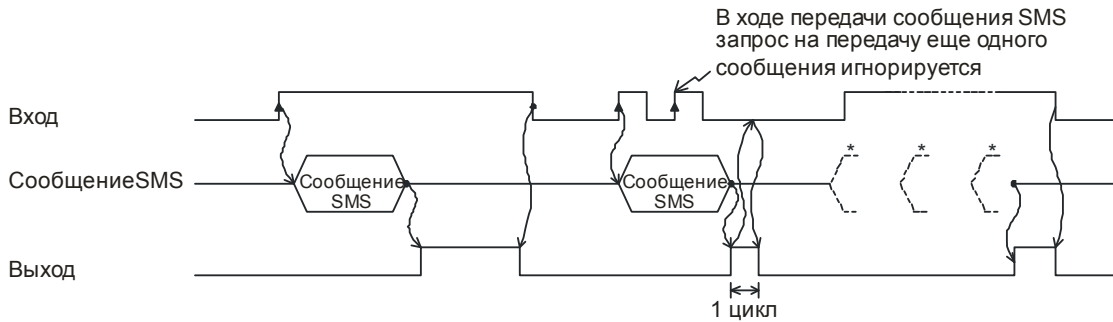 В ходе передачи сообщения SMS
запрос на передачу еще одного
сообщения игнорируется
Вход
* * *
СообщениеSMS
Сообщение
SMS
Сообщение
SMS
Выход
1 цикл